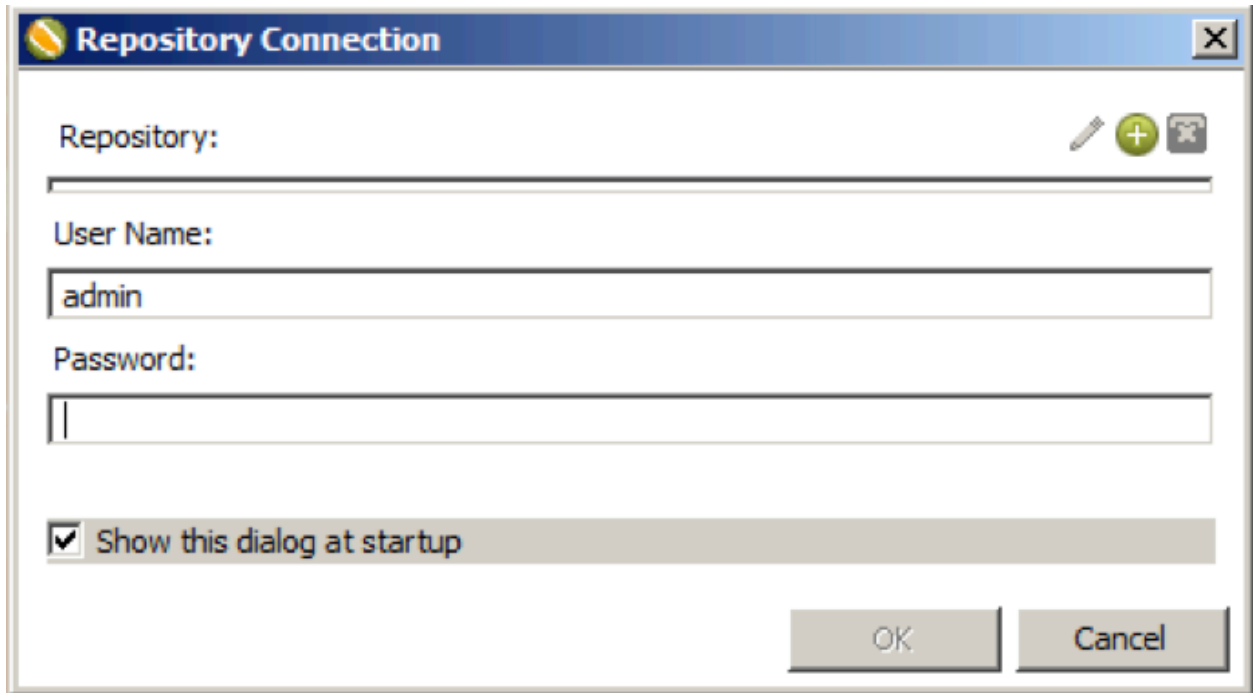 Repository Connection
Repository:
User Name:
admin
Password:
Show this dialog at startup
OK
Cancel